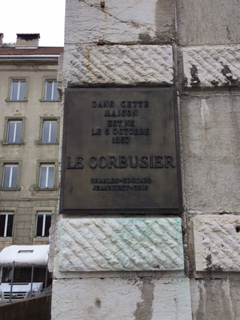 DANS CETTE
MAISON
EST NÉ
LE 6 OCTOBRE
1887
LE CORBUSIER
CHARLES-EDOUARD
JEANNERET-GRIS